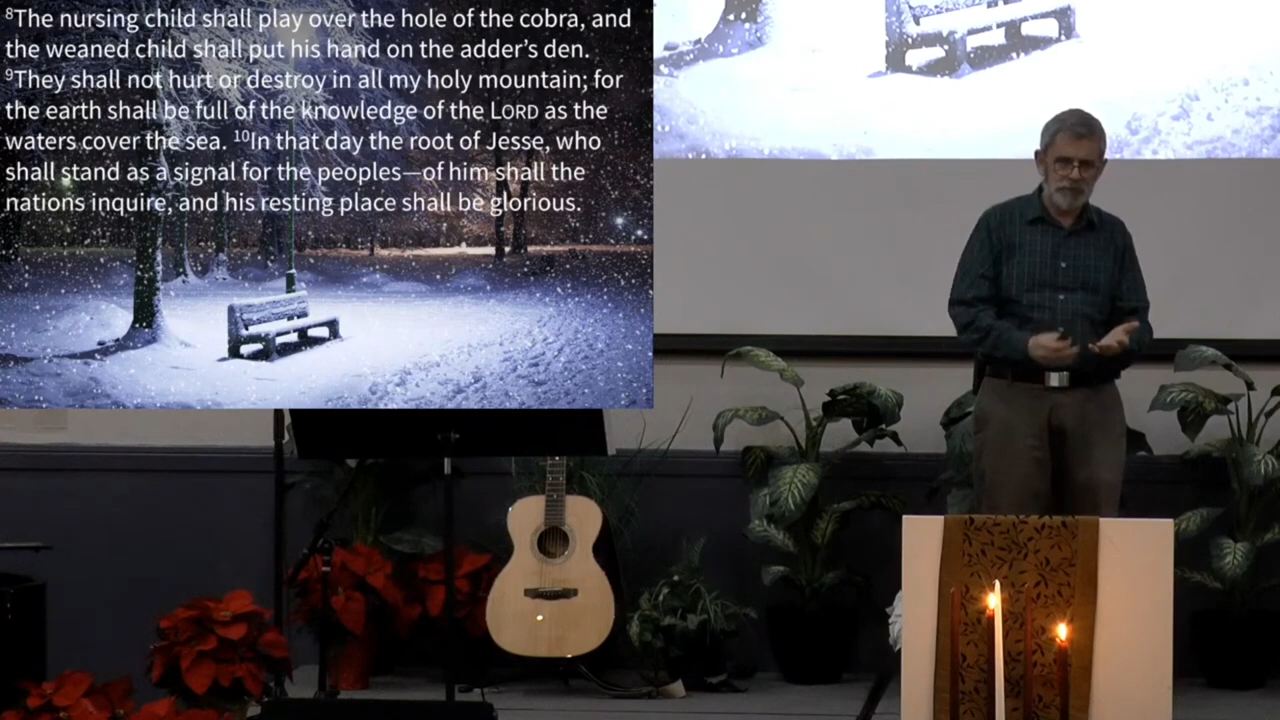 ⁸The nursing child shall play over the hole of the cobra, and
the weaned child shall put his hand on the adder’s den.
⁹They shall not hurt or destroy in all my holy mountain; for
the earth shall be full of the knowledge of the LORD as the
waters cover the sea. ¹⁰In that day the root of Jesse, who
shall stand as a signal for the peoples—of him shall the
nations inquire, and his resting place shall be glorious.